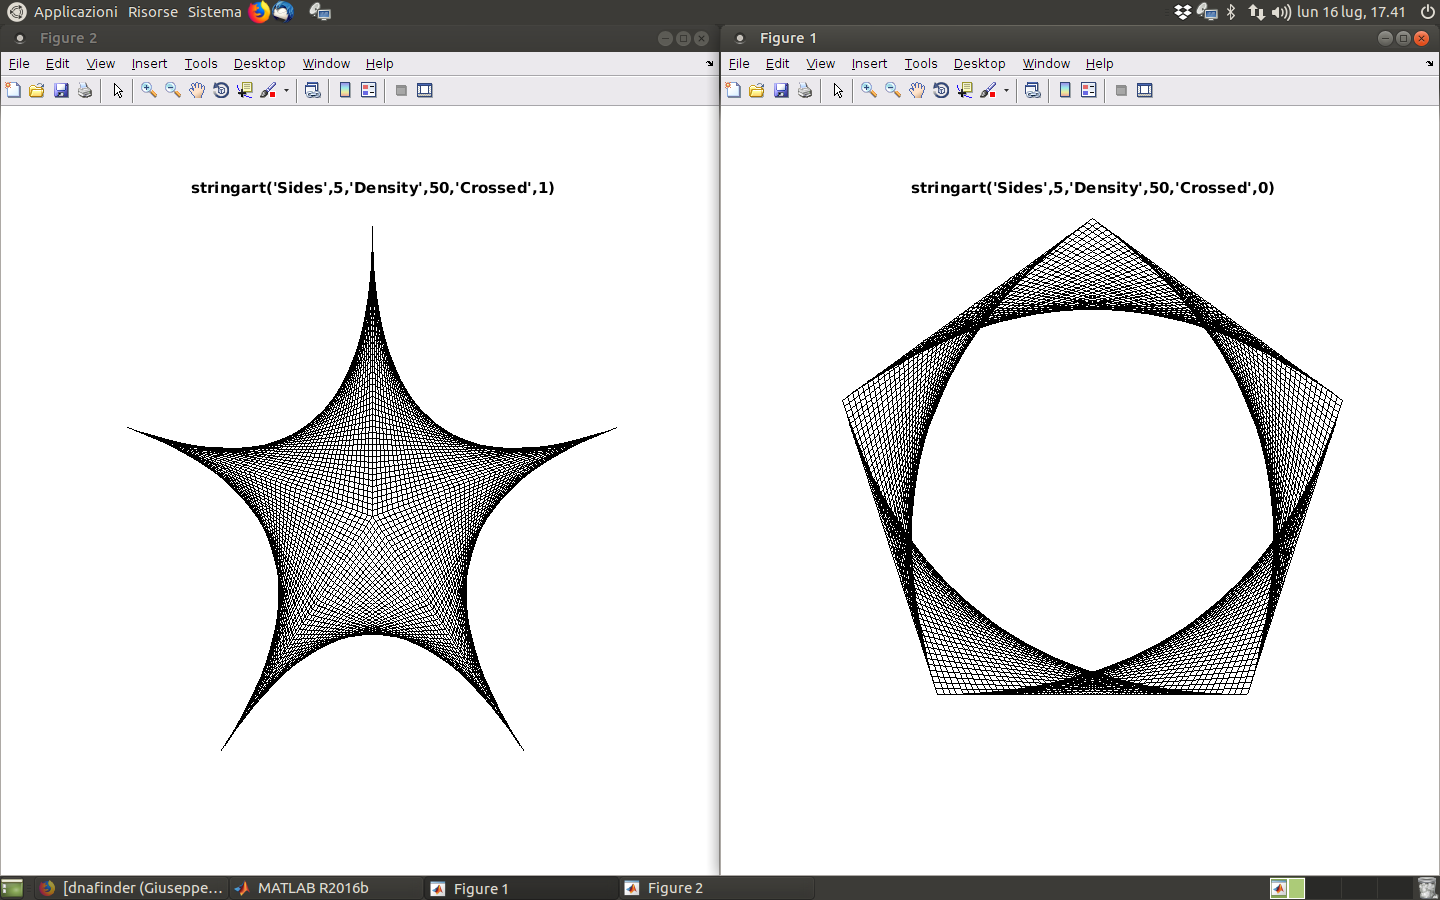 Applicazioni Risorse Sistema lun 16 lug, 17.41
Figure 2
File Edit View Insert Tools Desktop Window Help
stringart('Sides',5,'Density',50,'Crossed',1)
Figure 1
File Edit View Insert Tools Desktop Window Help
stringart('Sides',5,'Density',50,'Crossed',0)
[dnafinder (Giuseppe... MATLAB R2016b Figure 1 Figure 2